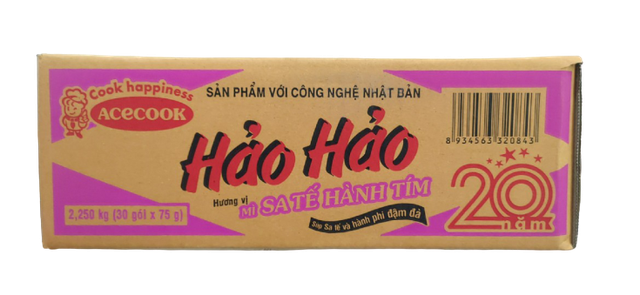 Cook happiness
ACECOOK
SẢN PHẨM VỚI CÔNG NGHỆ NHẬT BẢN
8 934563 320843
Hảo Hảo
Hương vị
MÌ SA TẾ HÀNH TÍM
Súp Sa tế và hành phi đậm đà
2,250 kg (30 gói x 75 g)
20
năm